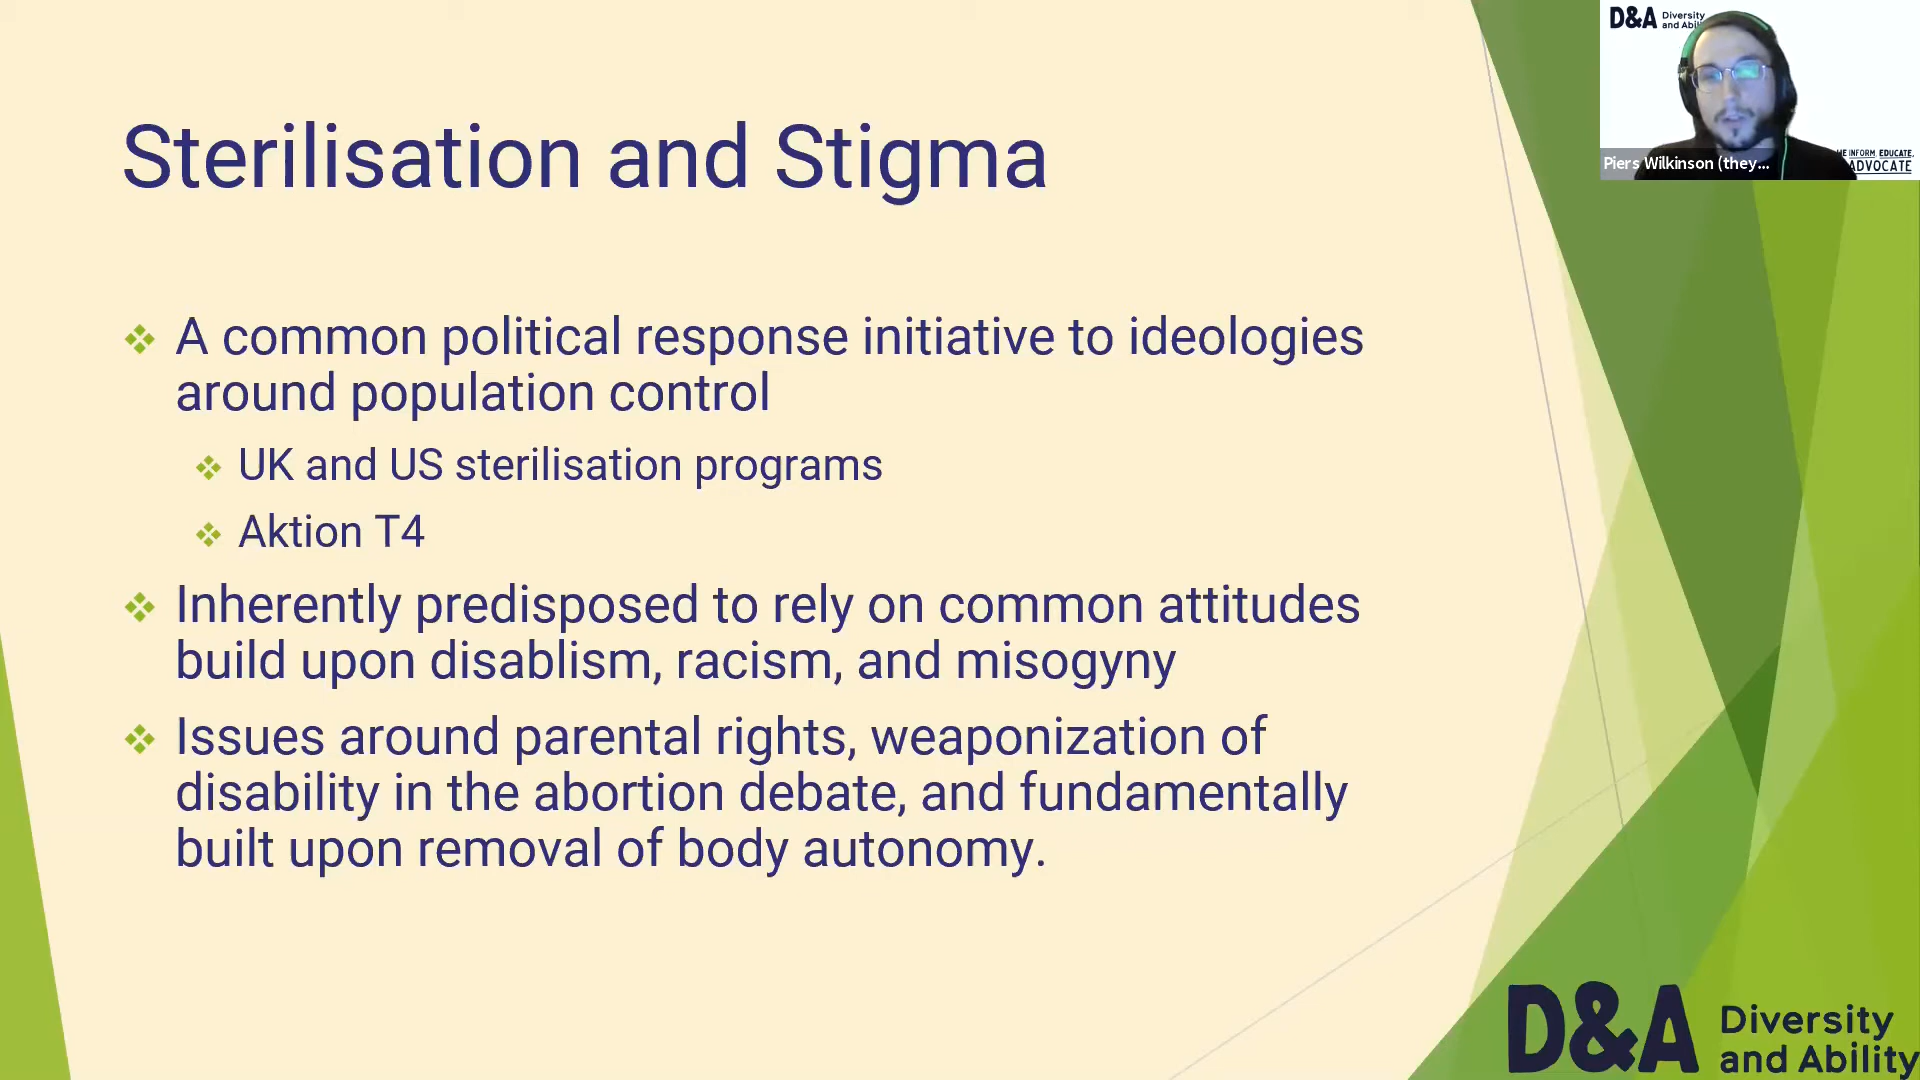 Sterilisation and Stigma
A common political response initiative to ideologies
around population control
UK and US sterilisation programs
Aktion T4
Inherently predisposed to rely on common attitudes
build upon disablism, racism, and misogyny
Issues around parental rights, weaponization of
disability in the abortion debate, and fundamentally
built upon removal of body autonomy.
D&A Diversity
and Abil
INFORM. EDUCATE.
ADVOCATE
Piers Wilkinson (they...
D&A Diversity
and Ability